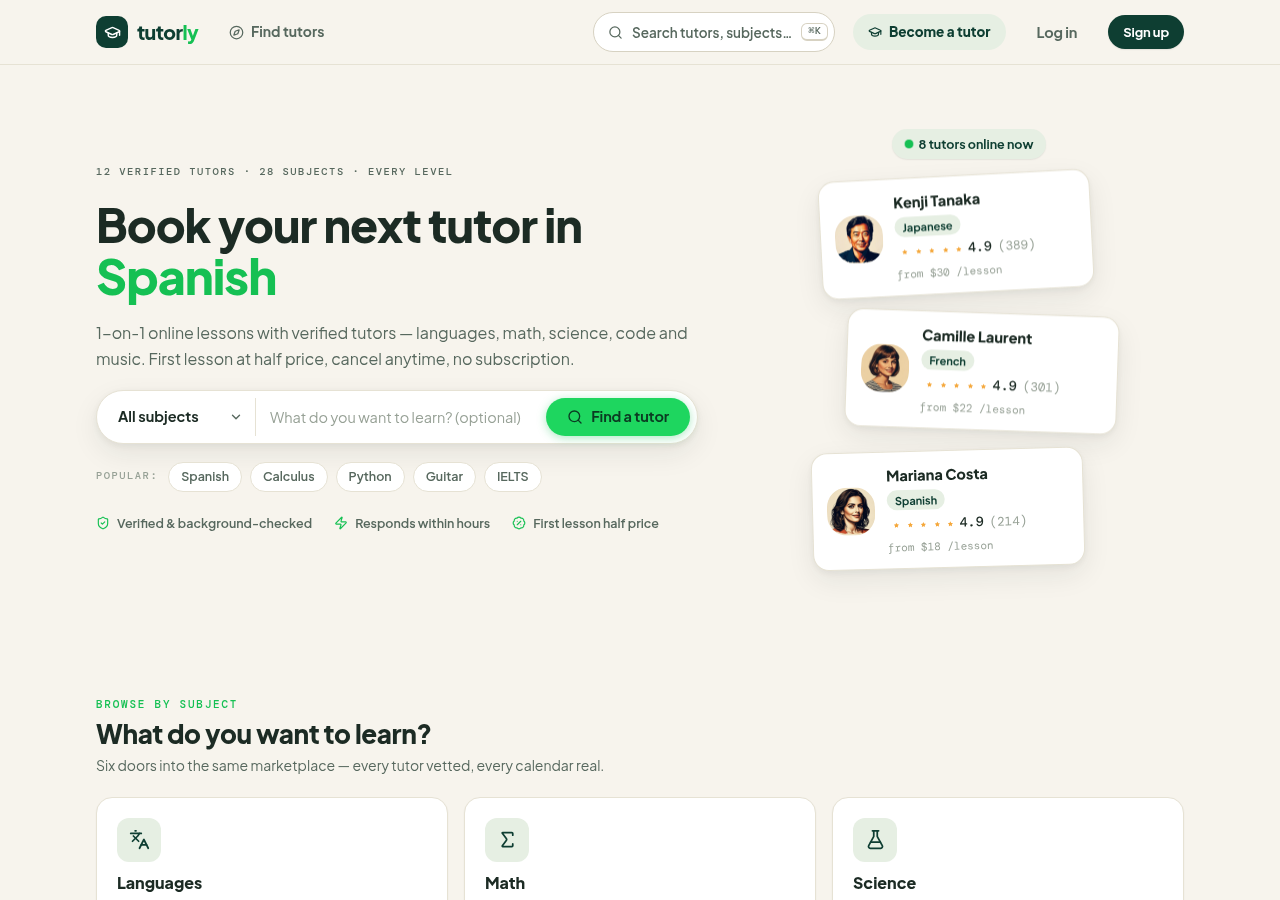 tutorly
Find tutors
Search tutors, subjects…
⌘K
Become a tutor
Log in
Sign up
12 VERIFIED TUTORS · 28 SUBJECTS · EVERY LEVEL
Book your next tutor in
Spanish
1–on-1 online lessons with verified tutors — languages, math, science, code and
music. First lesson at half price, cancel anytime, no subscription.
All subjects
What do you want to learn? (optional)
Find a tutor
POPULAR:
Spanish
Calculus
Python
Guitar
IELTS
Verified & background-checked
Responds within hours
First lesson half price
8 tutors online now
Kenji Tanaka
Japanese
★ ★ ★ ★ ★ 4.9 (389)
from $30 /lesson
Camille Laurent
French
★ ★ ★ ★ ★ 4.9 (301)
from $22 /lesson
Mariana Costa
Spanish
★ ★ ★ ★ ★ 4.9 (214)
from $18 /lesson
BROWSE BY SUBJECT
What do you want to learn?
Six doors into the same marketplace — every tutor vetted, every calendar real.
Languages
Math
Science